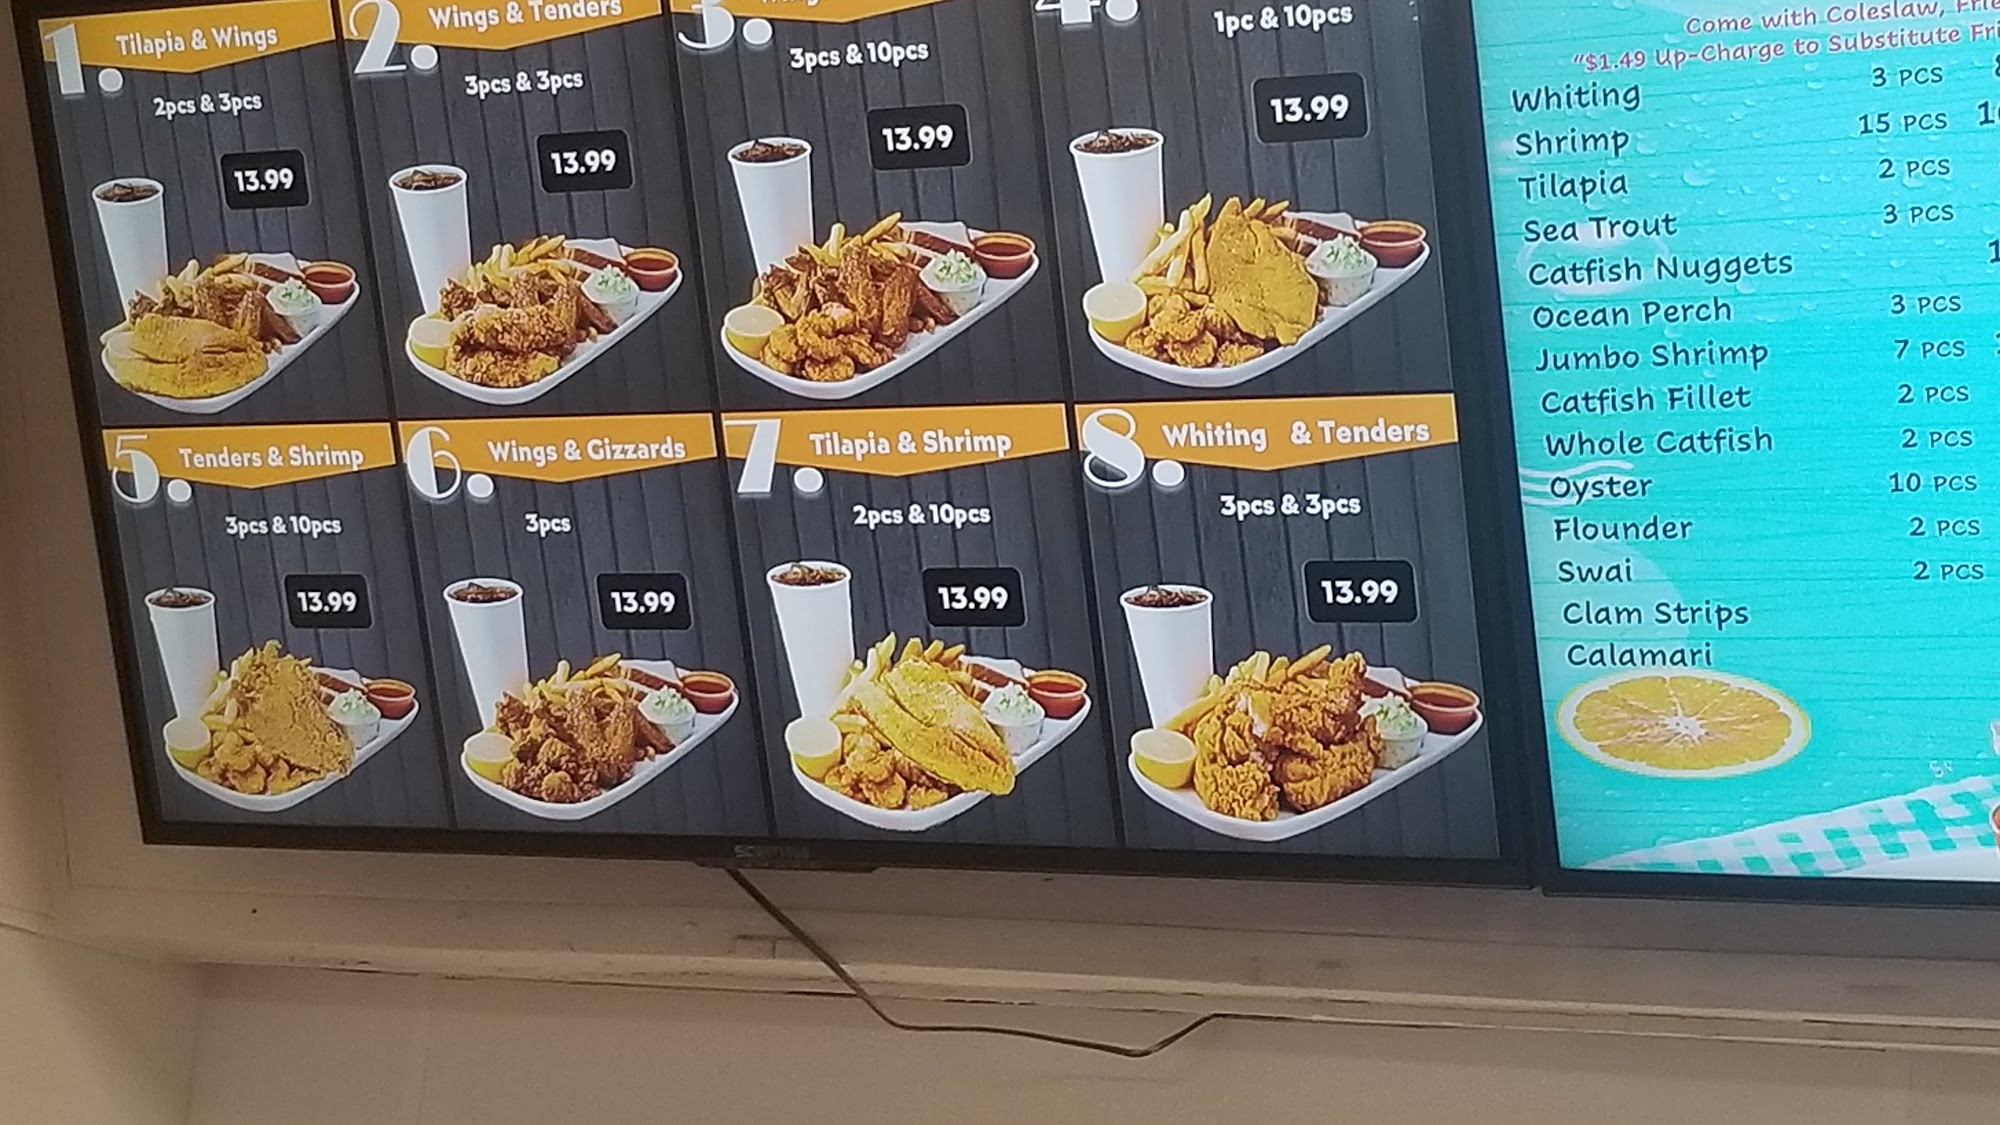 1. Tilapia & Wings
2pcs & 3pcs
13.99
2. Wings & Tenders
3pcs & 3pcs
13.99
3.
3pcs & 10pcs
13.99
4.
1pc & 10pcs
13.99
5. Tenders & Shrimp
3pcs & 10pcs
13.99
6. Wings & Gizzards
3pcs
13.99
7. Tilapia & Shrimp
2pcs & 10pcs
13.99
8. Whiting & Tenders
3pcs & 3pcs
13.99
Come with Coleslaw,
"$1.49 Up-Charge to Substitute
Whiting 3 PCS
Shrimp 15 PCS
Tilapia 2 PCS
Sea Trout 3 PCS
Catfish Nuggets
Ocean Perch 3 PCS
Jumbo Shrimp 7 PCS
Catfish Fillet 2 PCS
Whole Catfish 2 PCS
Oyster 10 PCS
Flounder 2 PCS
Swai 2 PCS
Clam Strips
Calamari